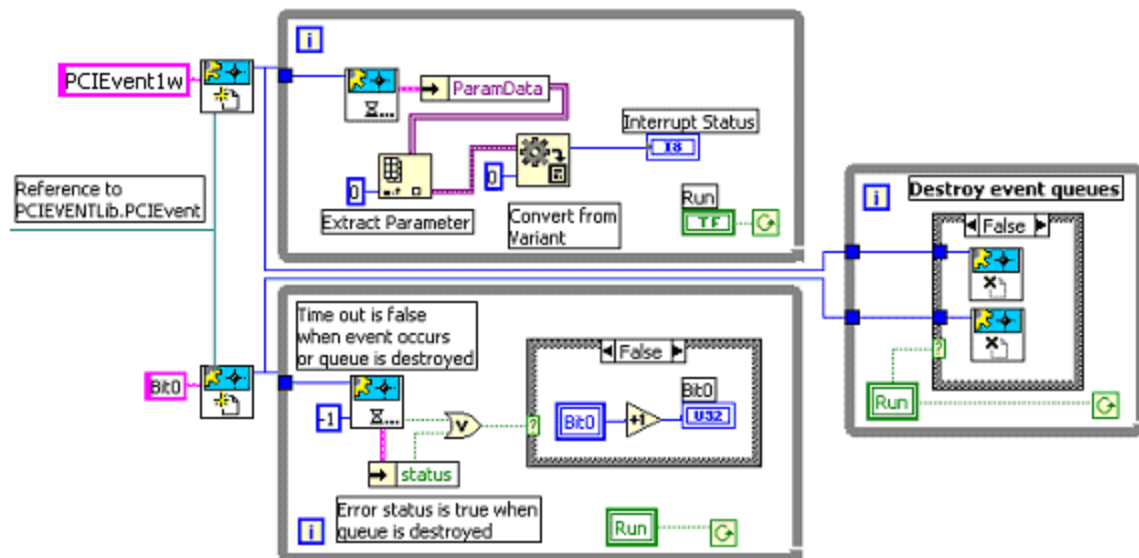 PCIEvent1w
i
ParamData
Interrupt Status
I8
0
0
Extract Parameter
Convert from
Variant
Run
TF
Reference to
PCIEVENTLib.PCIEvent
i
Destroy event queues
False
Run
Time out is false
when event occurs
or queue is destroyed
False
Bit0
Bit0
-1
Bit0
+1
U32
V
?
?
status
Error status is true when
queue is destroyed
i
Run